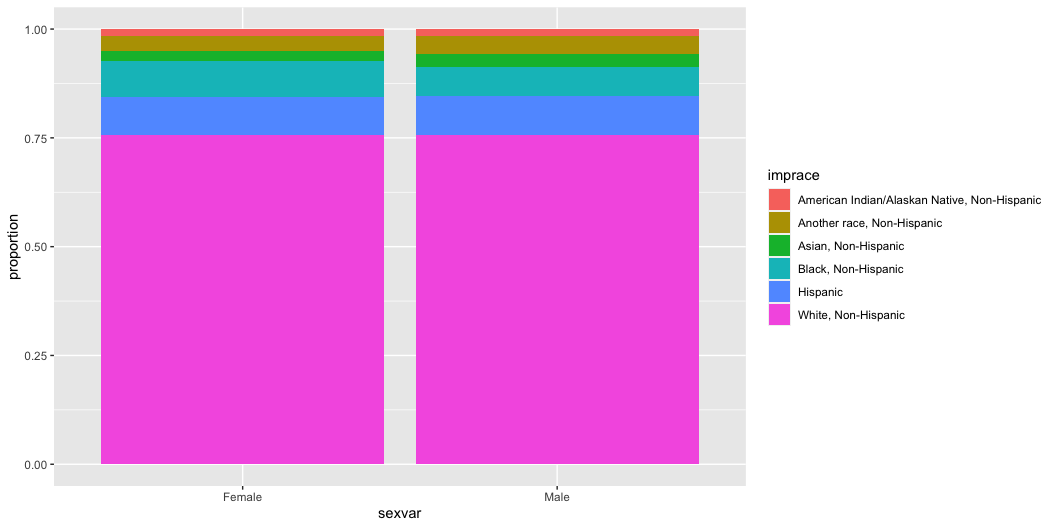 1.00
0.75
0.50
0.25
0.00
proportion
Female
Male
sexvar
imprace
American Indian/Alaskan Native, Non-Hispanic
Another race, Non-Hispanic
Asian, Non-Hispanic
Black, Non-Hispanic
Hispanic
White, Non-Hispanic